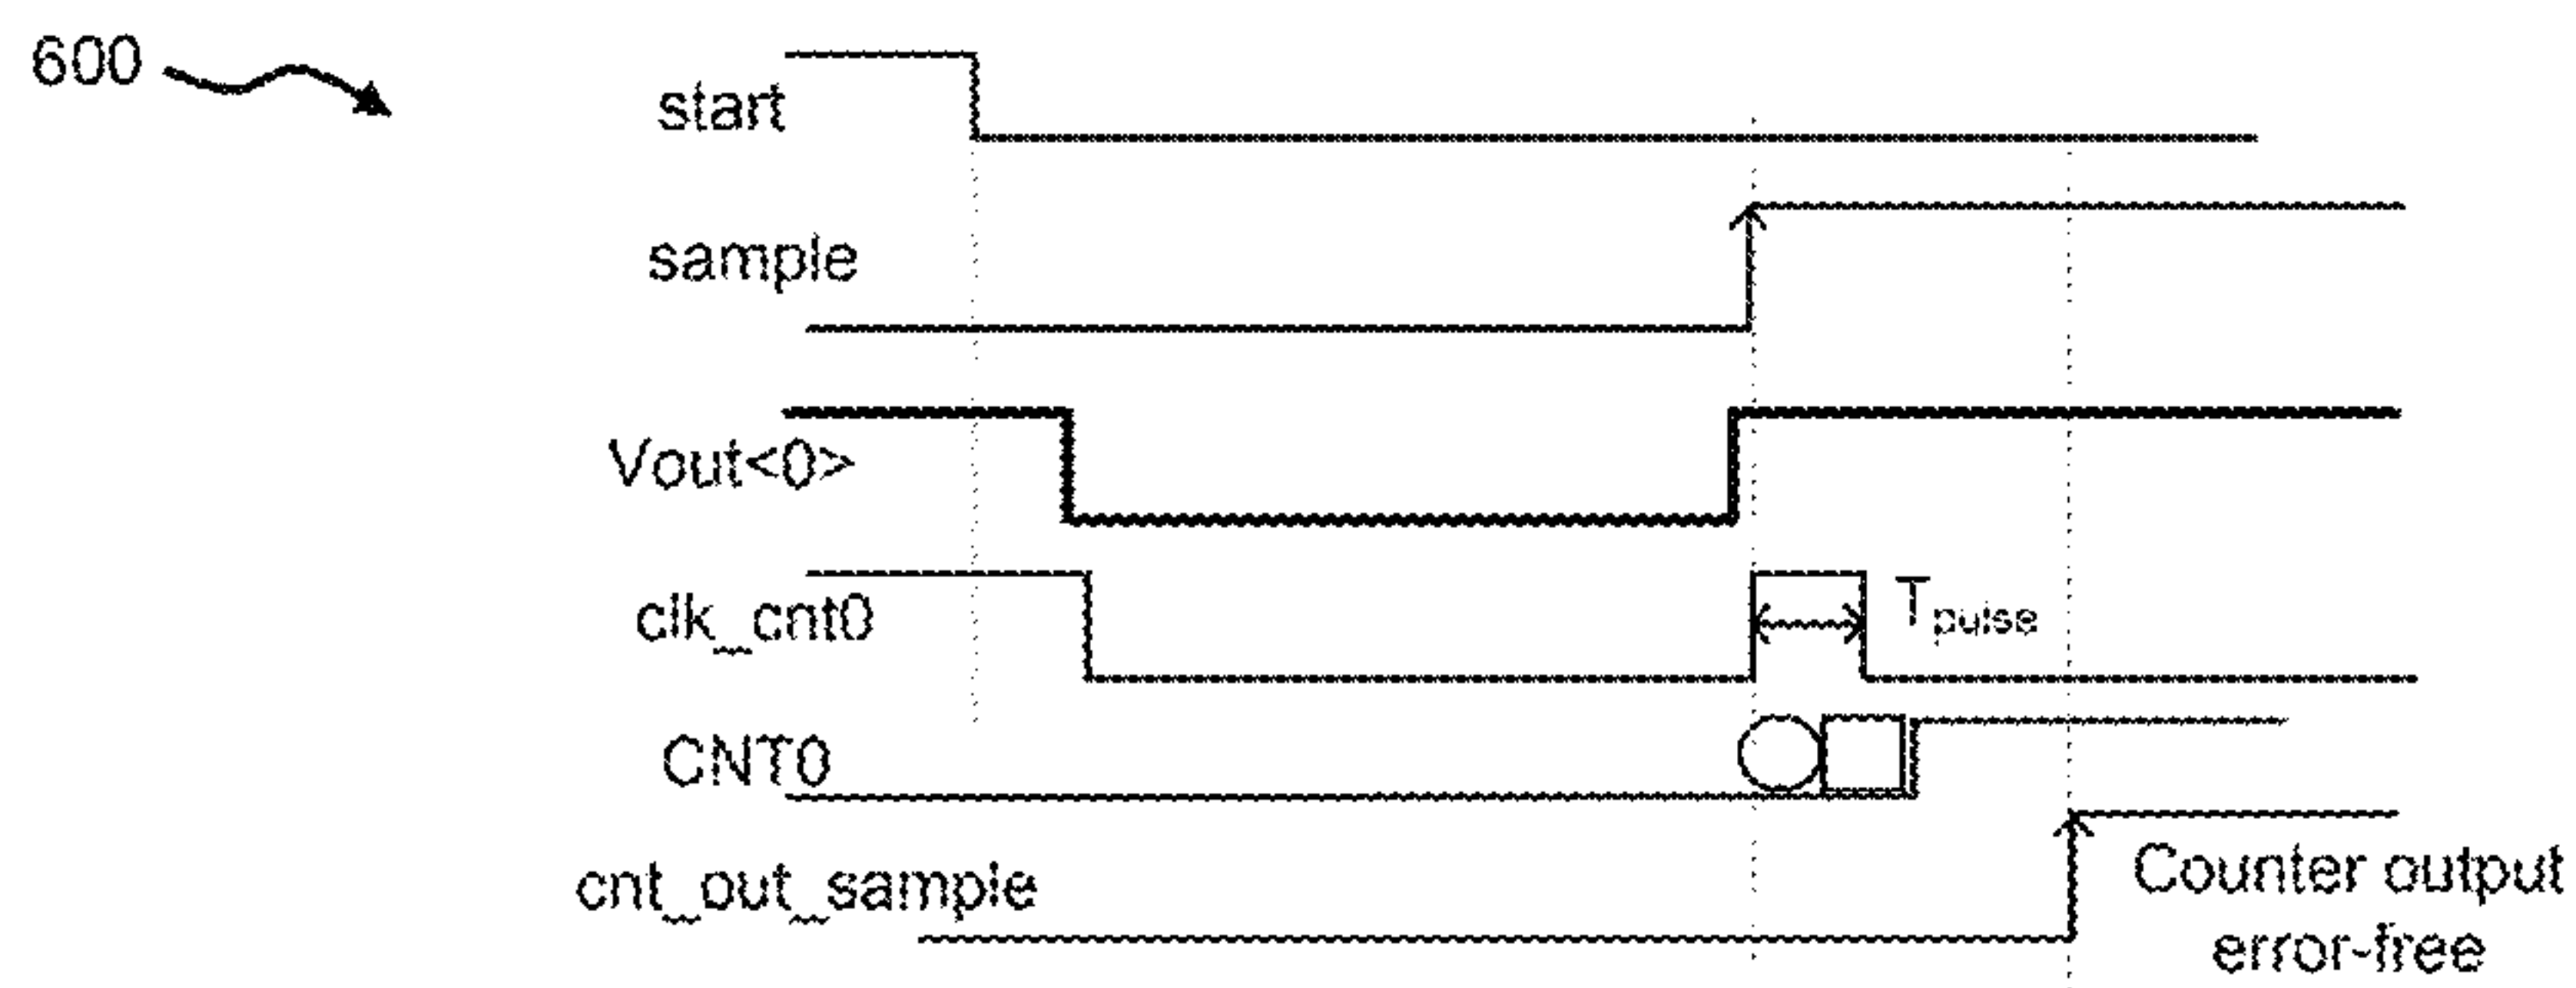 600
start
sample
Vout<0>
clk_cnt0
Tpulse
CNT0
cnt_out_sample
Counter output
error-free